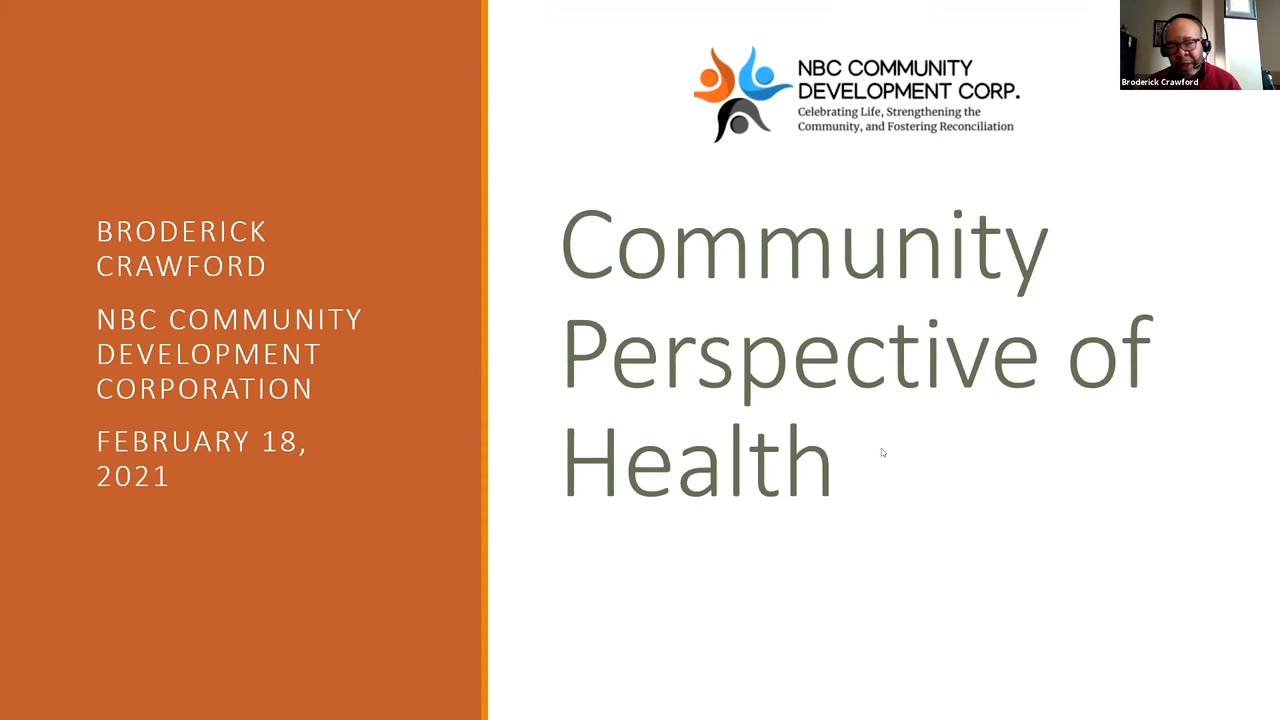 NBC COMMUNITY
DEVELOPMENT CORP.
Celebrating Life, Strengthening the
Community, and Fostering Reconciliation
Broderick Crawford
BRODERICK
CRAWFORD
NBC COMMUNITY
DEVELOPMENT
CORPORATION
FEBRUARY 18,
2021
Community
Perspective of
Health